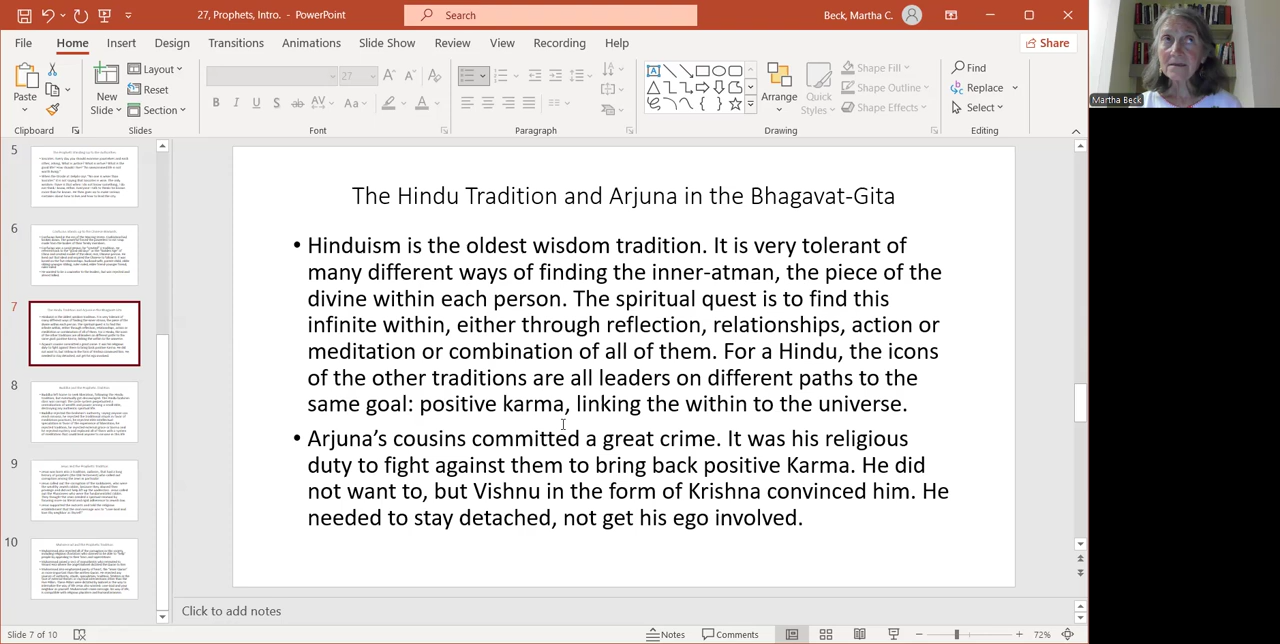 27, Prophets, Intro. - PowerPoint
Search
Beck, Martha C.
File Home Insert Design Transitions Animations Slide Show Review View Recording Help
Share
Paste
New Slide
Layout
Reset
Section
27
Arrange
Quick Styles
Shape Fill
Shape Outline
Shape Effects
Find
Replace
Select
Clipboard Slides Font Paragraph Drawing Editing
Martha Beck
5
6
7
8
9
10
The Hindu Tradition and Arjuna in the Bhagavat-Gita
• Hinduism is the oldest wisdom tradition. It is very tolerant of
many different ways of finding the inner-atman, the piece of the
divine within each person. The spiritual quest is to find this
infinite within, either through reflection, relationships, action or
meditation or combination of all of them. For a Hindu, the icons
of the other traditions are all leaders on different paths to the
same goal: positive karma, linking the within to the universe.
• Arjuna's cousins committed a great crime. It was his religious
duty to fight against them to bring back positive Karma. He did
not want to, but Vishnu in the form of Krishna convinced him. He
needed to stay detached, not get his ego involved.
Click to add notes
Slide 7 of 10
Notes
Comments
72%